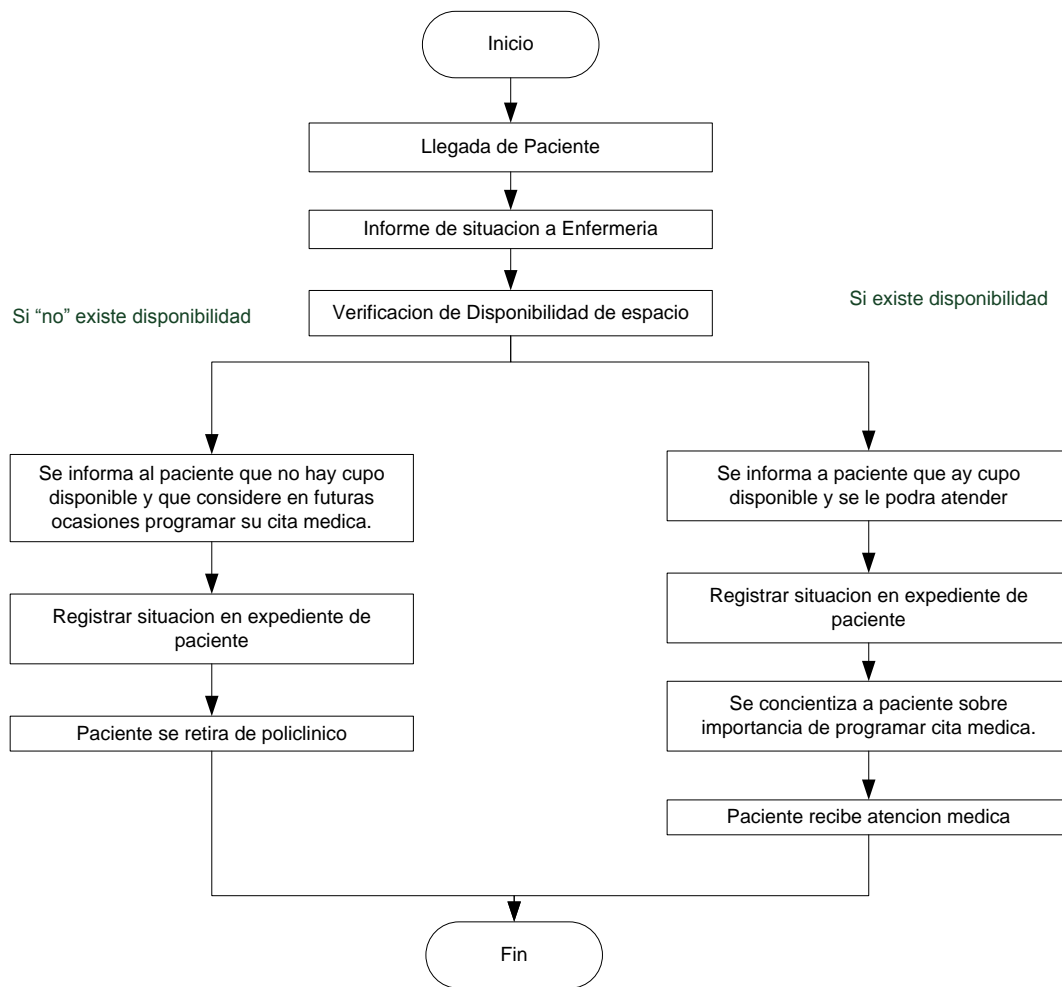 Inicio
Llegada de Paciente
Informe de situacion a Enfermeria
Verificacion de Disponibilidad de espacio
Si “no” existe disponibilidad
Si existe disponibilidad
Se informa al paciente que no hay cupo
disponible y que considere en futuras
ocasiones programar su cita medica.
Registrar situacion en expediente de
paciente
Paciente se retira de policlinico
Se informa a paciente que ay cupo
disponible y se le podra atender
Registrar situacion en expediente de
paciente
Se concientiza a paciente sobre
importancia de programar cita medica.
Paciente recibe atencion medica
Fin